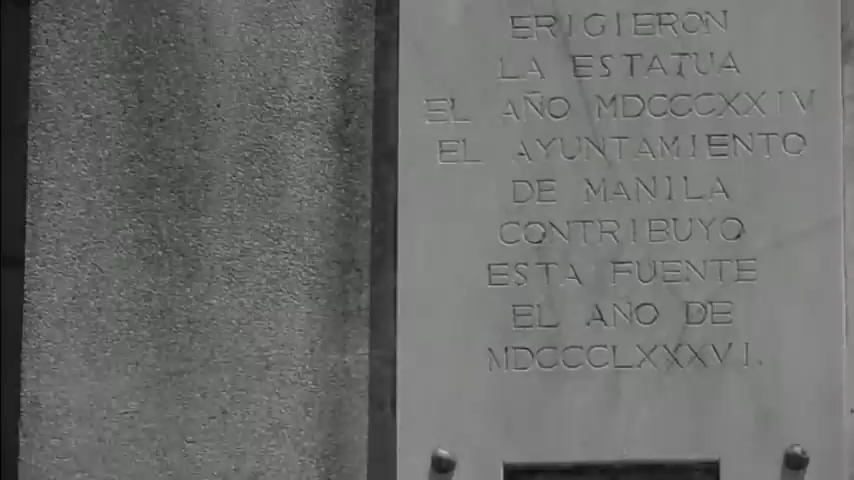 ERIGIERON
LA ESTATUA
EL AÑO MDCCCXXIV
EL AYUNTAMIENTO
DE MANILA
CONTRIBUYO
ESTA FUENTE
EL AÑO DE
MDCCCLXXXVI.